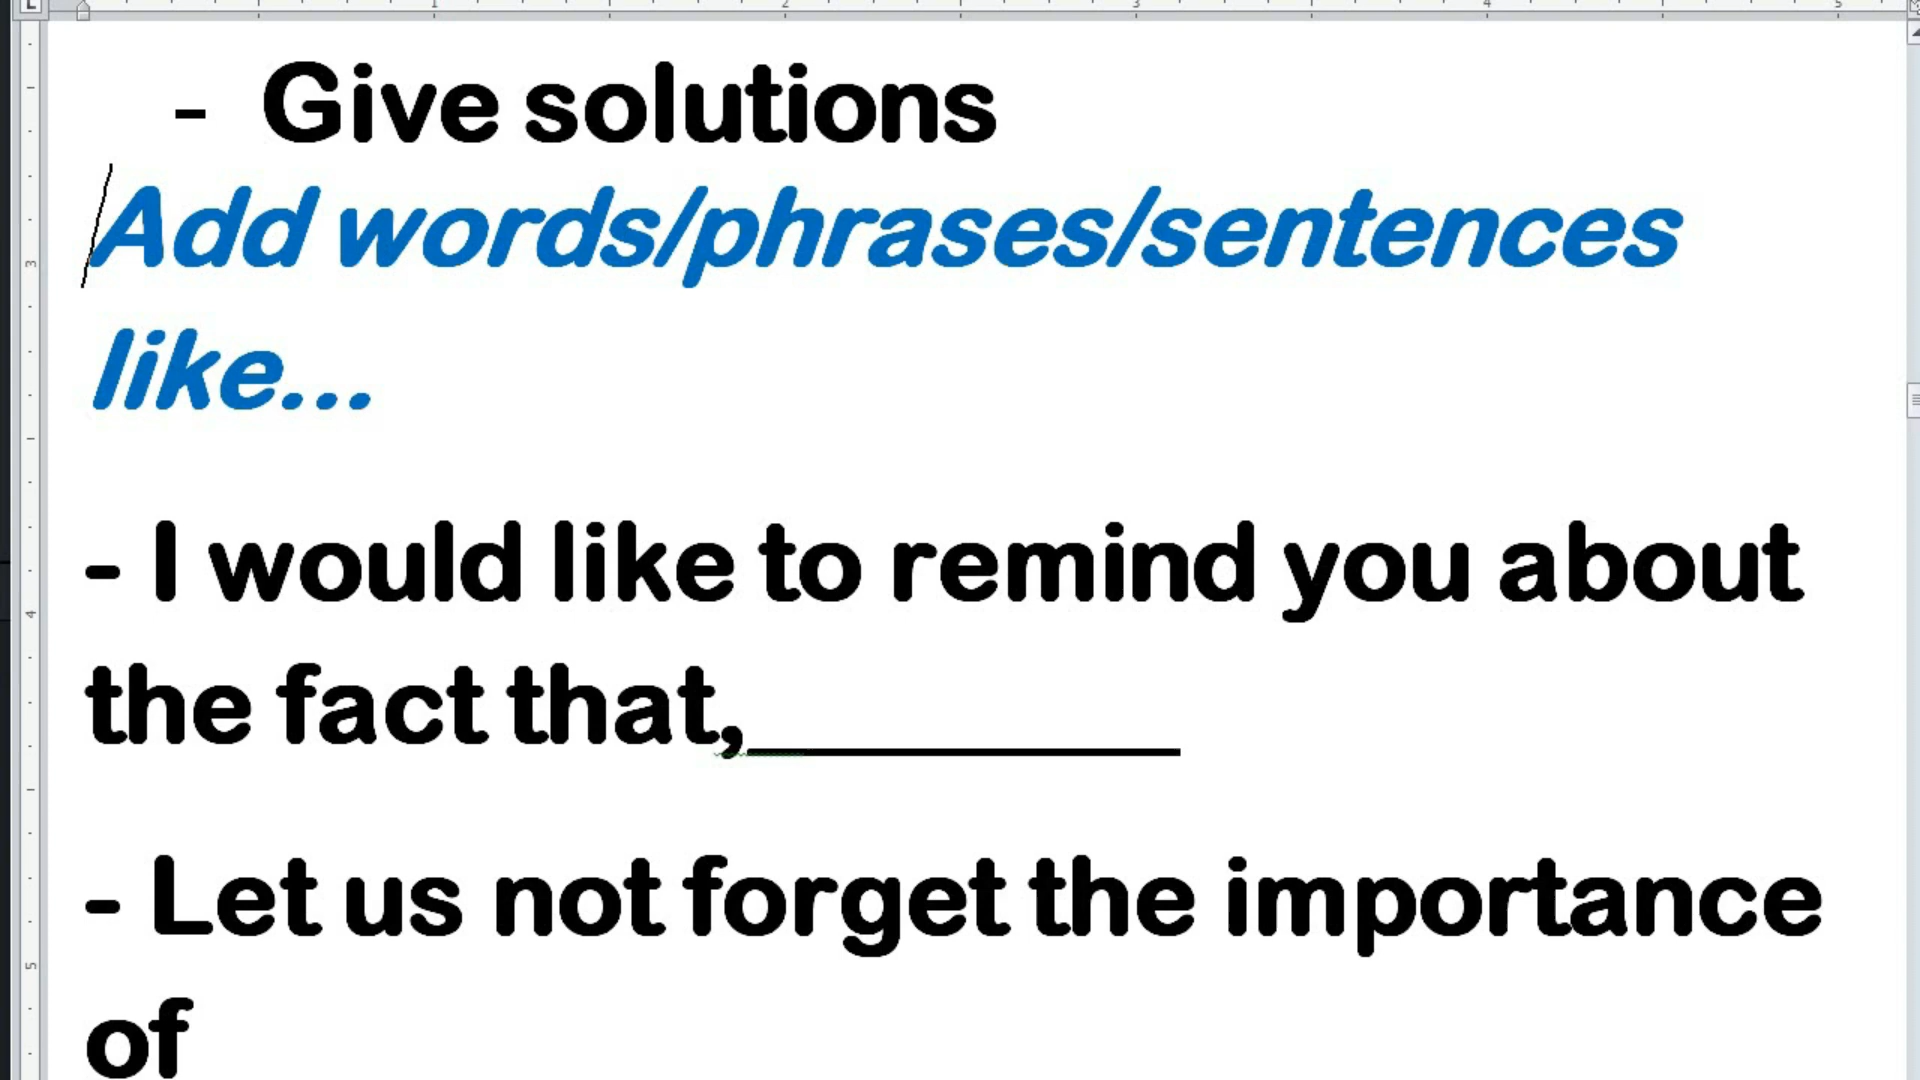 - Give solutions
Add words/phrases/sentences
like...
- I would like to remind you about
the fact that,__________
- Let us not forget the importance
of